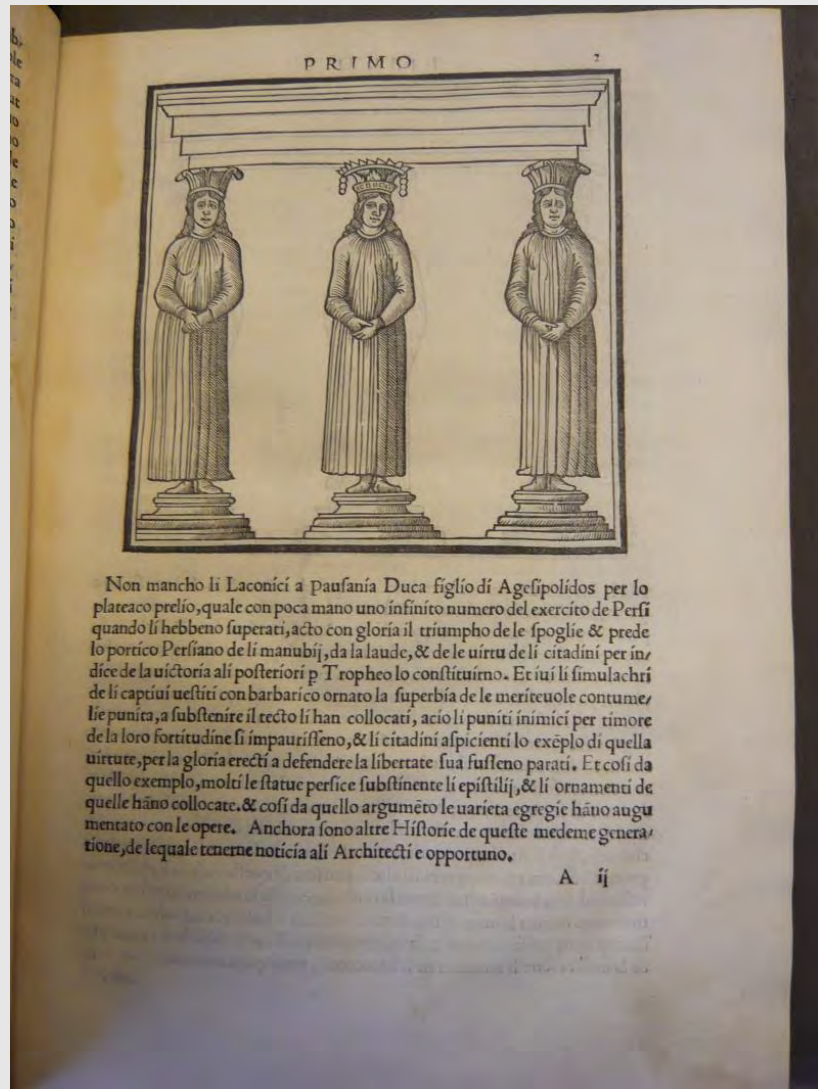 PRIMO 2
Non mancho li Laconici a Pausania Duca figlio di Agesipolidos per lo
plateaco prelio, quale con poca mano uno infinito numero del exercito de Persi
quando li hebbeno superati, acto con gloria il triumpho de le spoglie & prede
lo portico Persiano de li manubij, da la laude, & de le uirtu de li citadini per in/
dice de la uictoria ali posteriori p Tropheo lo constituirno. Et iui li simulachri
de li captiui uestiti con barbarico ornato la superbia de le meriteuole contume/
lie punita, a substenire il tecto li han collocati, acio li puniti inimici per timore
de la loro fortitudine si impaurisseno, & li citadini aspicienti lo exẽplo di quella
uirtute, per la gloria erecti a defendere la libertate sua fusseno parati. Et cosi da
quello exemplo, molti le statue persice substinente li epistilij, & li ornamenti de
quelle hãno collocate. & cosi da quello argumẽto le uarieta egregie hãno augu
mentato con le opere. Anchora sono altre Historie de queste medeme genera/
tione, de lequale tenerne noticia ali Architecti e opportuno.
A ij